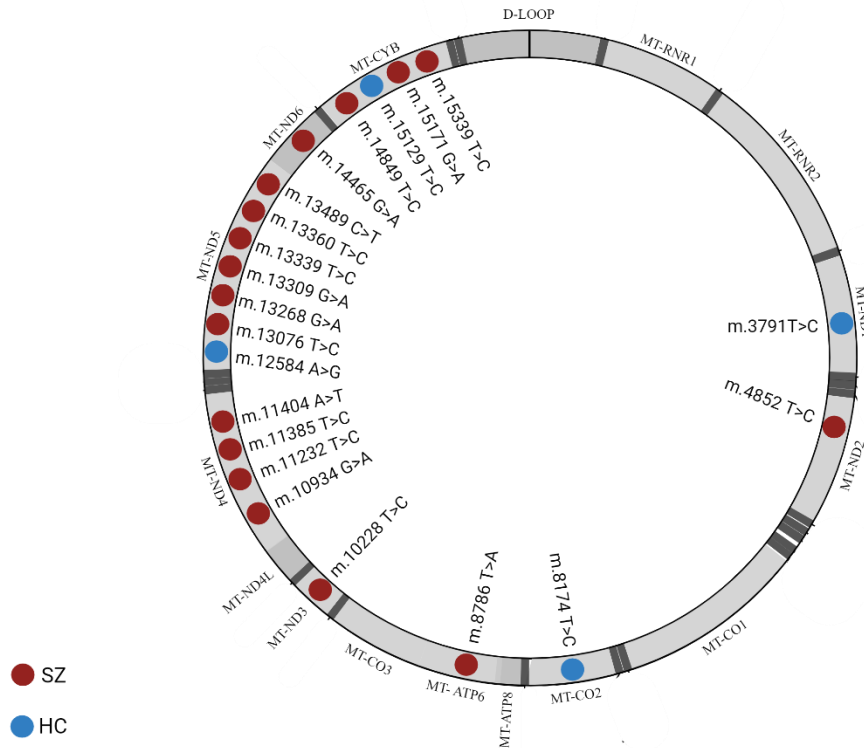 D-LOOP
MT-RNR1
MT-RNR2
MT-ND1
MT-ND2
MT-CO1
MT-CO2
MT-ATP8
MT- ATP6
MT-CO3
MT-ND3
MT-ND4L
MT-ND4
MT-ND5
MT-ND6
MT-CYB
m.15339 T>C
m.15171 G>A
m.15129 T>C
m.14849 T>C
m.14465 G>A
m.13489 C>T
m.13360 T>C
m.13339 T>C
m.13309 G>A
m.13268 G>A
m.13076 T>C
m.12584 A>G
m.11404 A>T
m.11385 T>C
m.11232 T>C
m.10934 G>A
m.10228 T>C
m.8786 T>A
m.8174 T>C
m.4852 T>C
m.3791T>C
SZ
HC